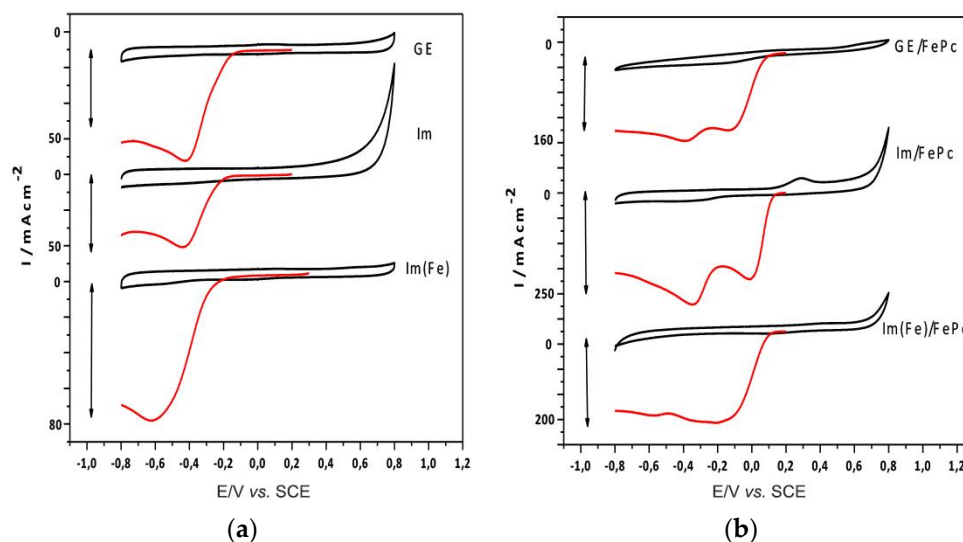 0
GE
50
Im
0
50
Im(Fe)
0
80
I / m A c m⁻²
-1,0 -0,8 -0,6 -0,4 -0,2 0,0 0,2 0,4 0,6 0,8 1,0 1,2
E/V vs. SCE
(a)
0
GE/FePc
160
Im/FePc
0
250
Im(Fe)/FePc
0
200
I / m A c m⁻²
-1,0 -0,8 -0,6 -0,4 -0,2 0,0 0,2 0,4 0,6 0,8 1,0 1,2
E/V vs. SCE
(b)